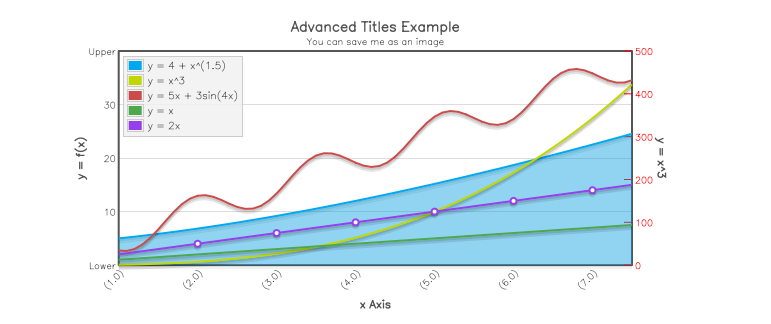 Advanced Titles Example
You can save me as an image
Upper
30
20
10
Lower
y = f(x)
y = 4 + x^(1.5)
y = x^3
y = 5x + 3sin(4x)
y = x
y = 2x
500
400
300
200
100
0
y = x^3
(1.0)
(2.0)
(3.0)
(4.0)
(5.0)
(6.0)
(7.0)
x Axis